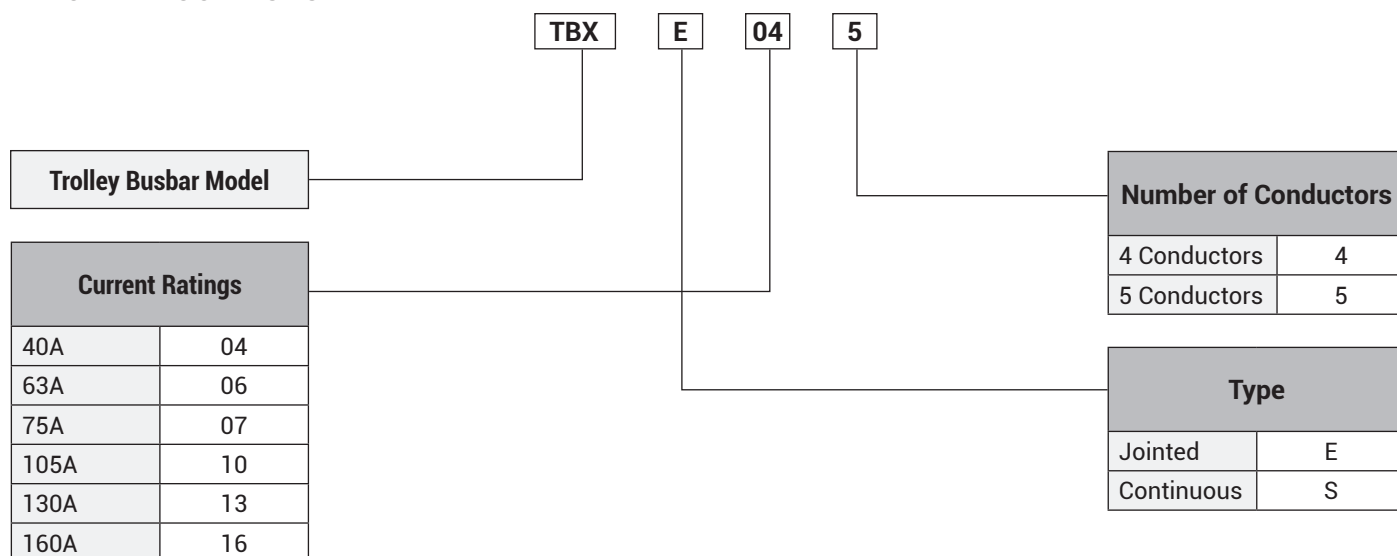 TBX E 04 5
Trolley Busbar Model
Current Ratings
40A 04
63A 06
75A 07
105A 10
130A 13
160A 16
Number of Conductors
4 Conductors 4
5 Conductors 5
Type
Jointed E
Continuous S